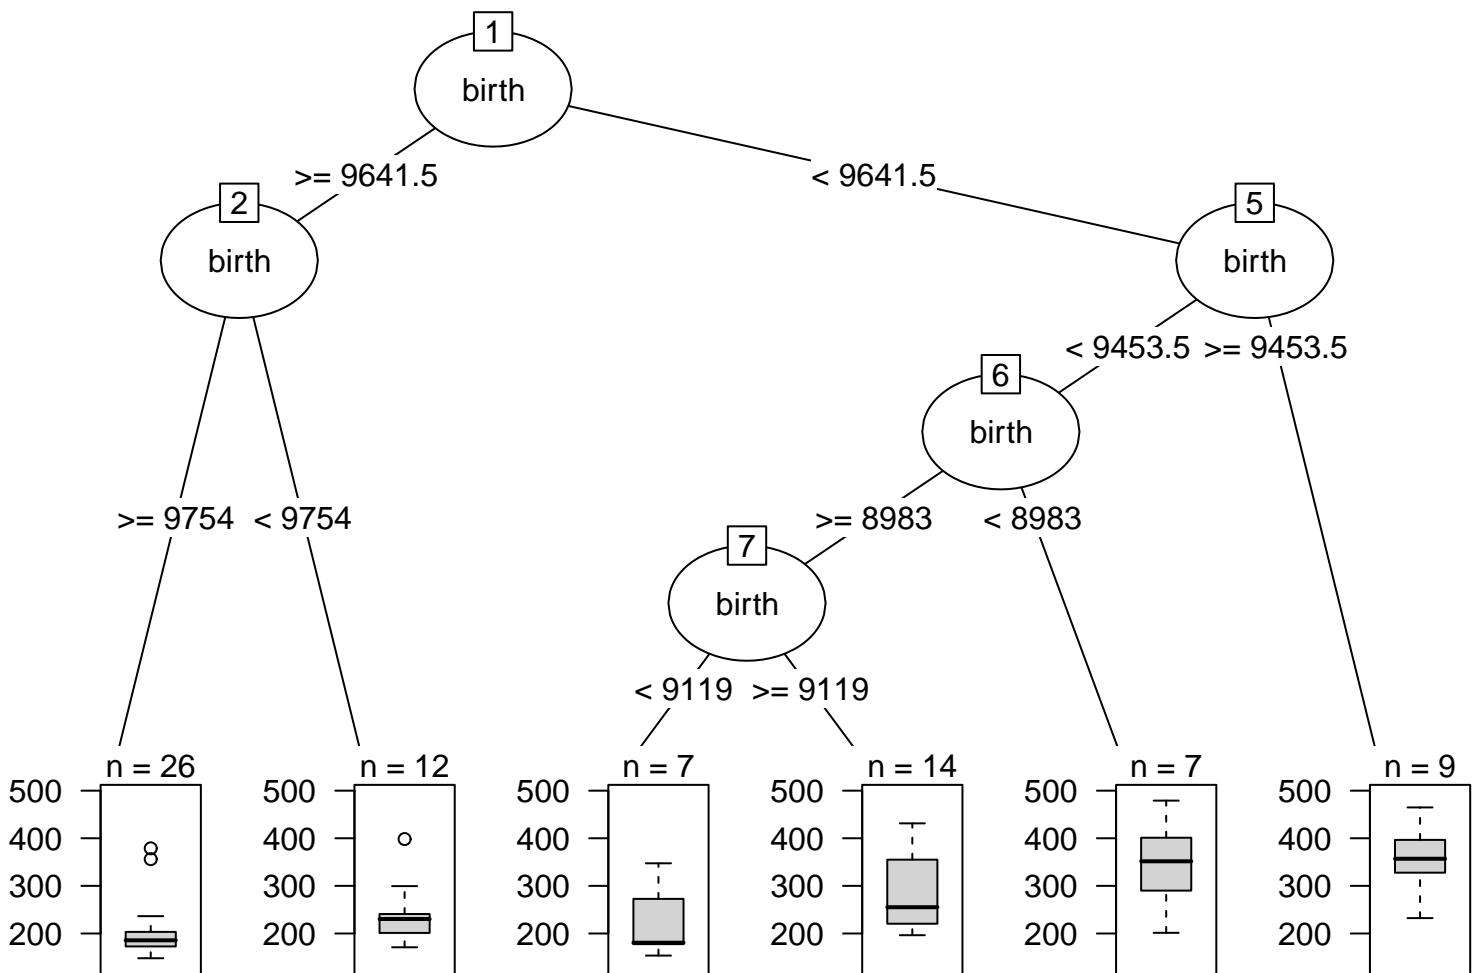 1
birth
>= 9641.5 < 9641.5
2 5
birth birth
< 9453.5 >= 9453.5
6
birth
>= 9754 < 9754 >= 8983 < 8983
7
birth
< 9119 >= 9119
n = 26 n = 12 n = 7 n = 14 n = 7 n = 9
500 500 500 500 500 500
400 400 400 400 400 400
300 300 300 300 300 300
200 200 200 200 200 200